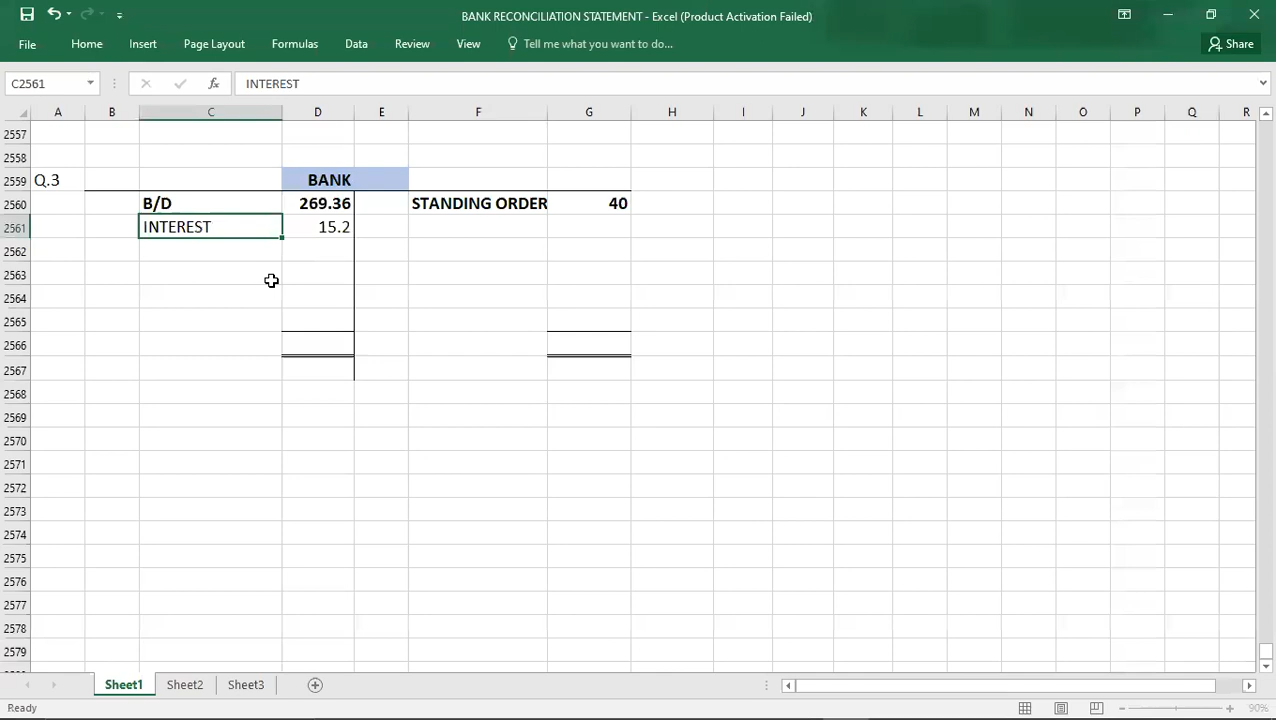 BANK RECONCILIATION STATEMENT - Excel (Product Activation Failed)
File Home Insert Page Layout Formulas Data Review View Tell me what you want to do... Share
C2561 fx INTEREST
A B C D E F G H I J K L M N O P Q R
2557
2558
2559 Q.3 BANK
2560 B/D 269.36 STANDING ORDER 40
2561 INTEREST 15.2
2562
2563
2564
2565
2566
2567
2568
2569
2570
2571
2572
2573
2574
2575
2576
2577
2578
2579
Sheet1 Sheet2 Sheet3
Ready 90%